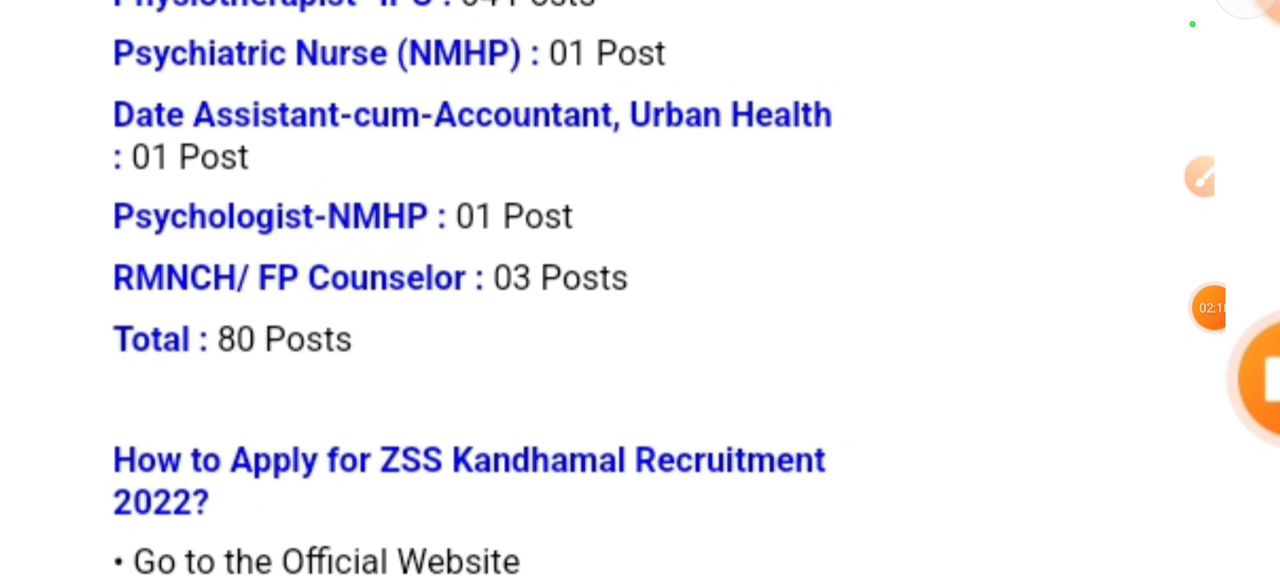 Psychiatric Nurse (NMHP) : 01 Post
Date Assistant-cum-Accountant, Urban Health
: 01 Post
Psychologist-NMHP : 01 Post
RMNCH/ FP Counselor : 03 Posts
Total : 80 Posts
How to Apply for ZSS Kandhamal Recruitment
2022?
• Go to the Official Website